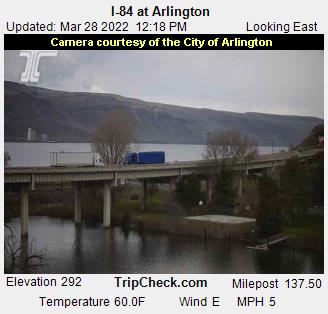 I-84 at Arlington
Updated: Mar 28 2022 12:18 PM Looking East
Camera courtesy of the City of Arlington
Elevation 292 TripCheck.com Milepost 137.50
Temperature 60.0F Wind E MPH 5